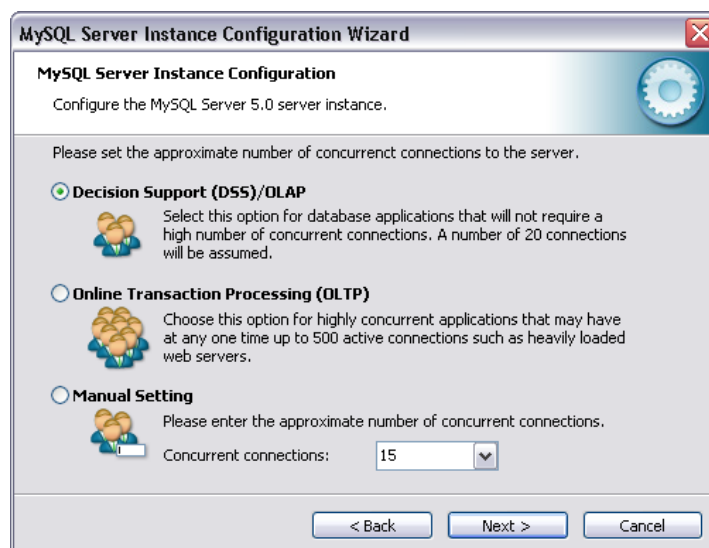 MySQL Server Instance Configuration Wizard
MySQL Server Instance Configuration
Configure the MySQL Server 5.0 server instance.
Please set the approximate number of concurrenct connections to the server.
Decision Support (DSS)/OLAP
Select this option for database applications that will not require a
high number of concurrent connections. A number of 20 connections
will be assumed.
Online Transaction Processing (OLTP)
Choose this option for highly concurrent applications that may have
at any one time up to 500 active connections such as heavily loaded
web servers.
Manual Setting
Please enter the approximate number of concurrent connections.
Concurrent connections: 15
< Back Next > Cancel